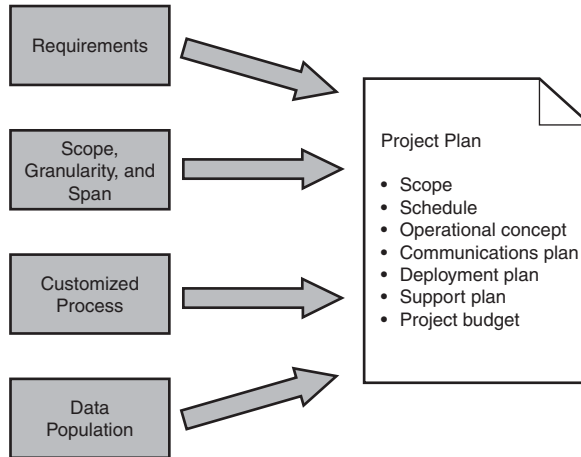 Requirements
Scope,
Granularity, and
Span
Customized
Process
Data
Population
Project Plan
• Scope
• Schedule
• Operational concept
• Communications plan
• Deployment plan
• Support plan
• Project budget